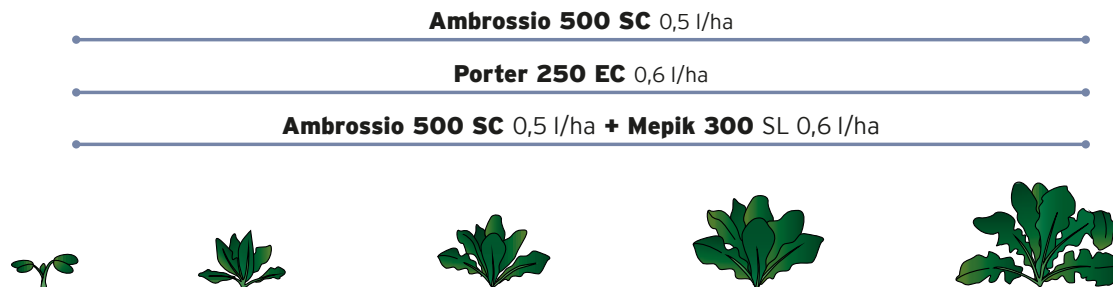 Ambrossio 500 SC 0,5 l/ha
Porter 250 EC 0,6 l/ha
Ambrossio 500 SC 0,5 l/ha + Mepik 300 SL 0,6 l/ha